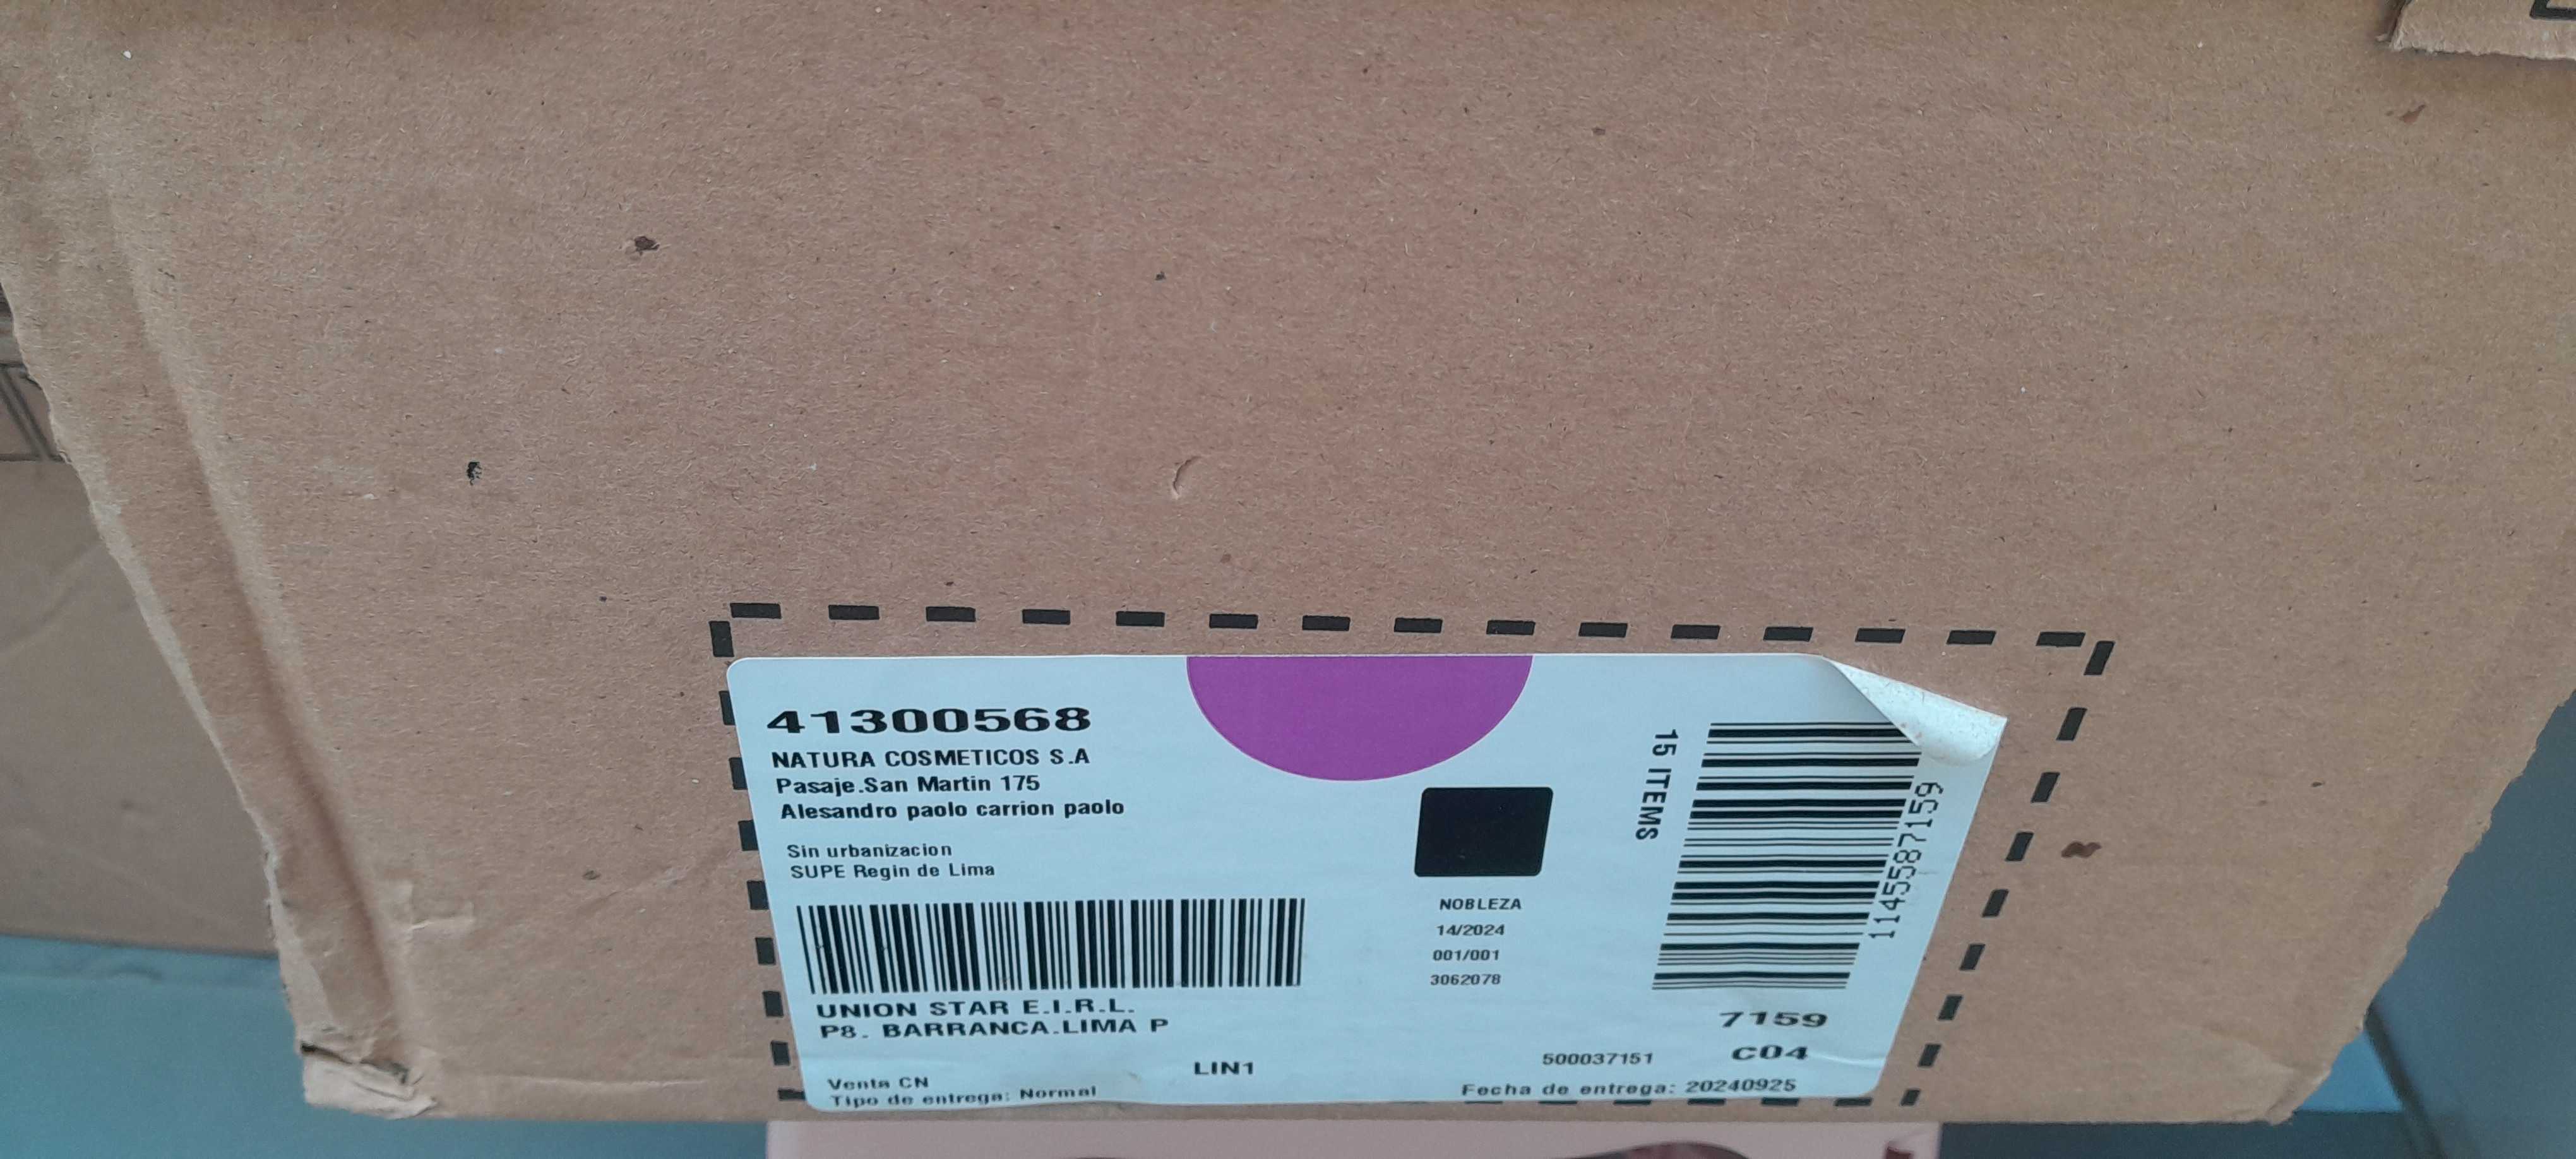 41300568
NATURA COSMETICOS S.A
Pasaje.San Martin 175
Alesandro paolo carrion paolo
Sin urbanizacion
SUPE Regin de Lima
UNION STAR E.I.R.L.
P8. BARRANCA.LIMA P
LIN1
Venta CN
Tipo de entrega: Normal
NOBLEZA
14/2024
001/001
3062078
15 ITEMS
11455587159
7159
500037151 C04
Fecha de entrega: 20240925